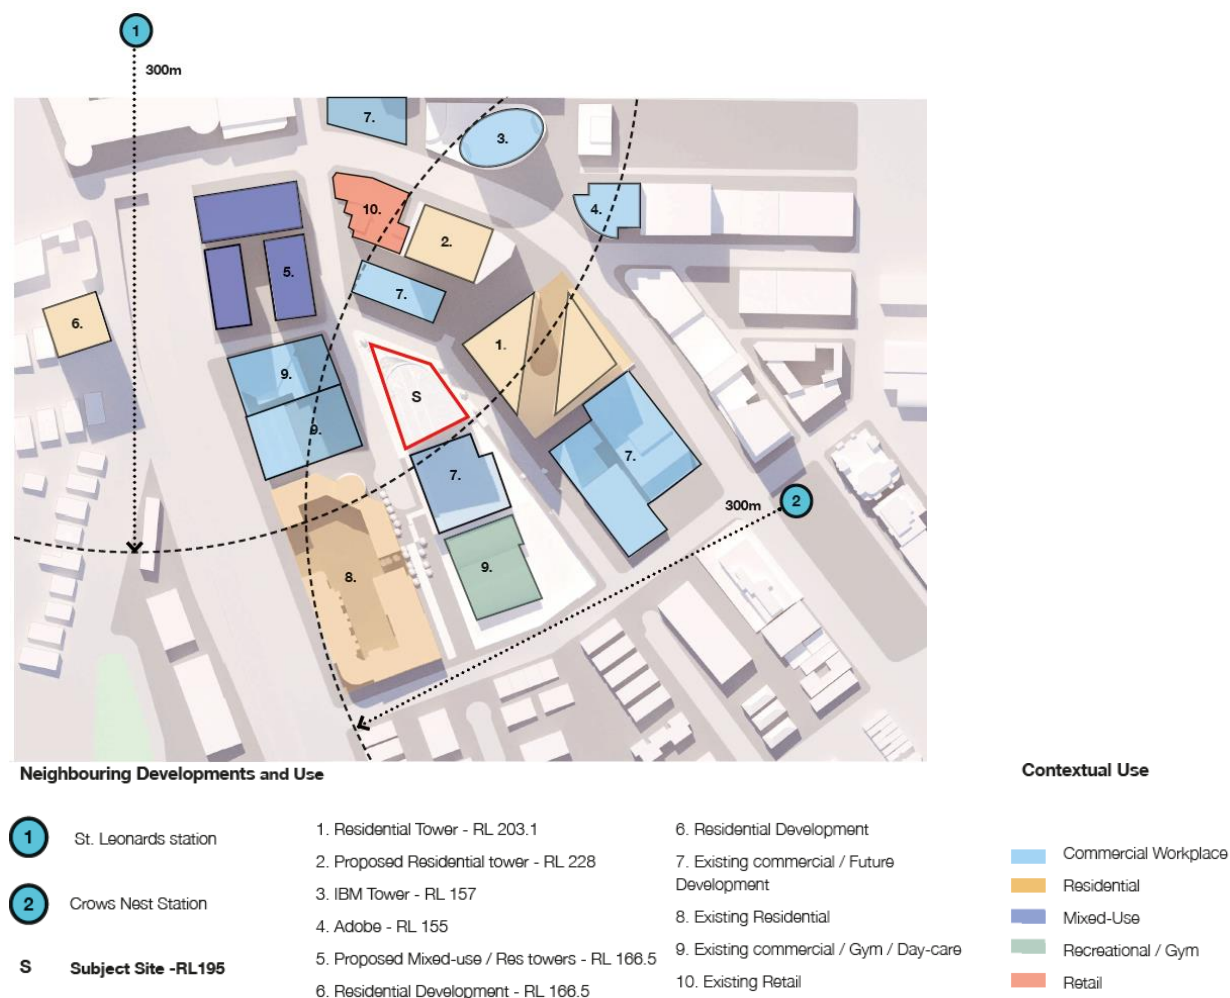 1
300m
7.
3.
10.
4.
2.
5.
7.
6.
1.
9.
S
9.
7.
7.
300m
2
9.
8.
Neighbouring Developments and Use
Contextual Use
1
St. Leonards station
2
Crows Nest Station
S
Subject Site -RL195
1. Residential Tower - RL 203.1
2. Proposed Residential tower - RL 228
3. IBM Tower - RL 157
4. Adobe - RL 155
5. Proposed Mixed-use / Res towers - RL 166.5
6. Residential Development - RL 166.5
6. Residential Development
7. Existing commercial / Future
Development
8. Existing Residential
9. Existing commercial / Gym / Day-care
10. Existing Retail
Commercial Workplace
Residential
Mixed-Use
Recreational / Gym
Retail